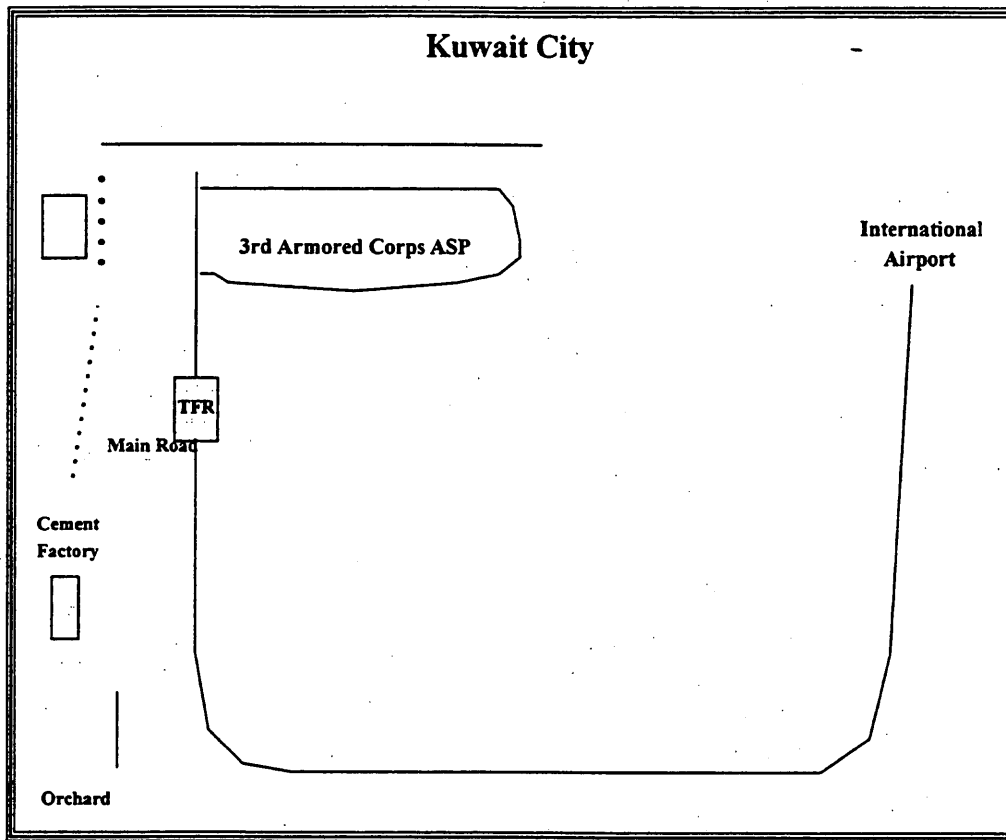 Kuwait City
3rd Armored Corps ASP
International
Airport
TFR
Main Road
Cement
Factory
Orchard